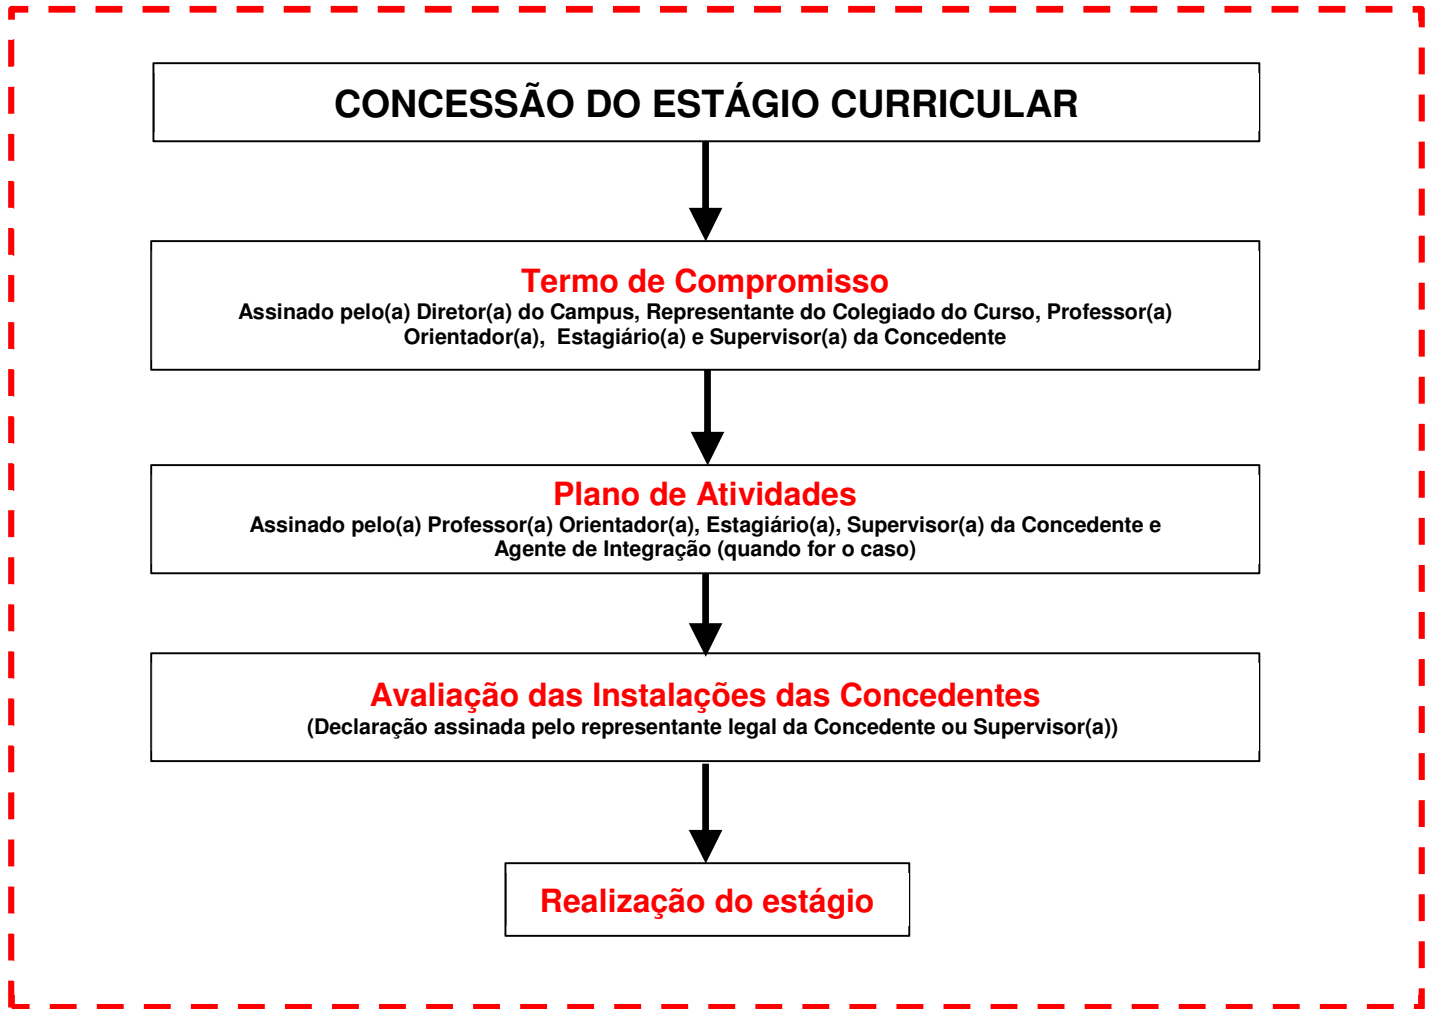 CONCESSÃO DO ESTÁGIO CURRICULAR
Termo de Compromisso
Assinado pelo(a) Diretor(a) do Campus, Representante do Colegiado do Curso, Professor(a)
Orientador(a), Estagiário(a) e Supervisor(a) da Concedente
Plano de Atividades
Assinado pelo(a) Professor(a) Orientador(a), Estagiário(a), Supervisor(a) da Concedente e
Agente de Integração (quando for o caso)
Avaliação das Instalações das Concedentes
(Declaração assinada pelo representante legal da Concedente ou Supervisor(a))
Realização do estágio